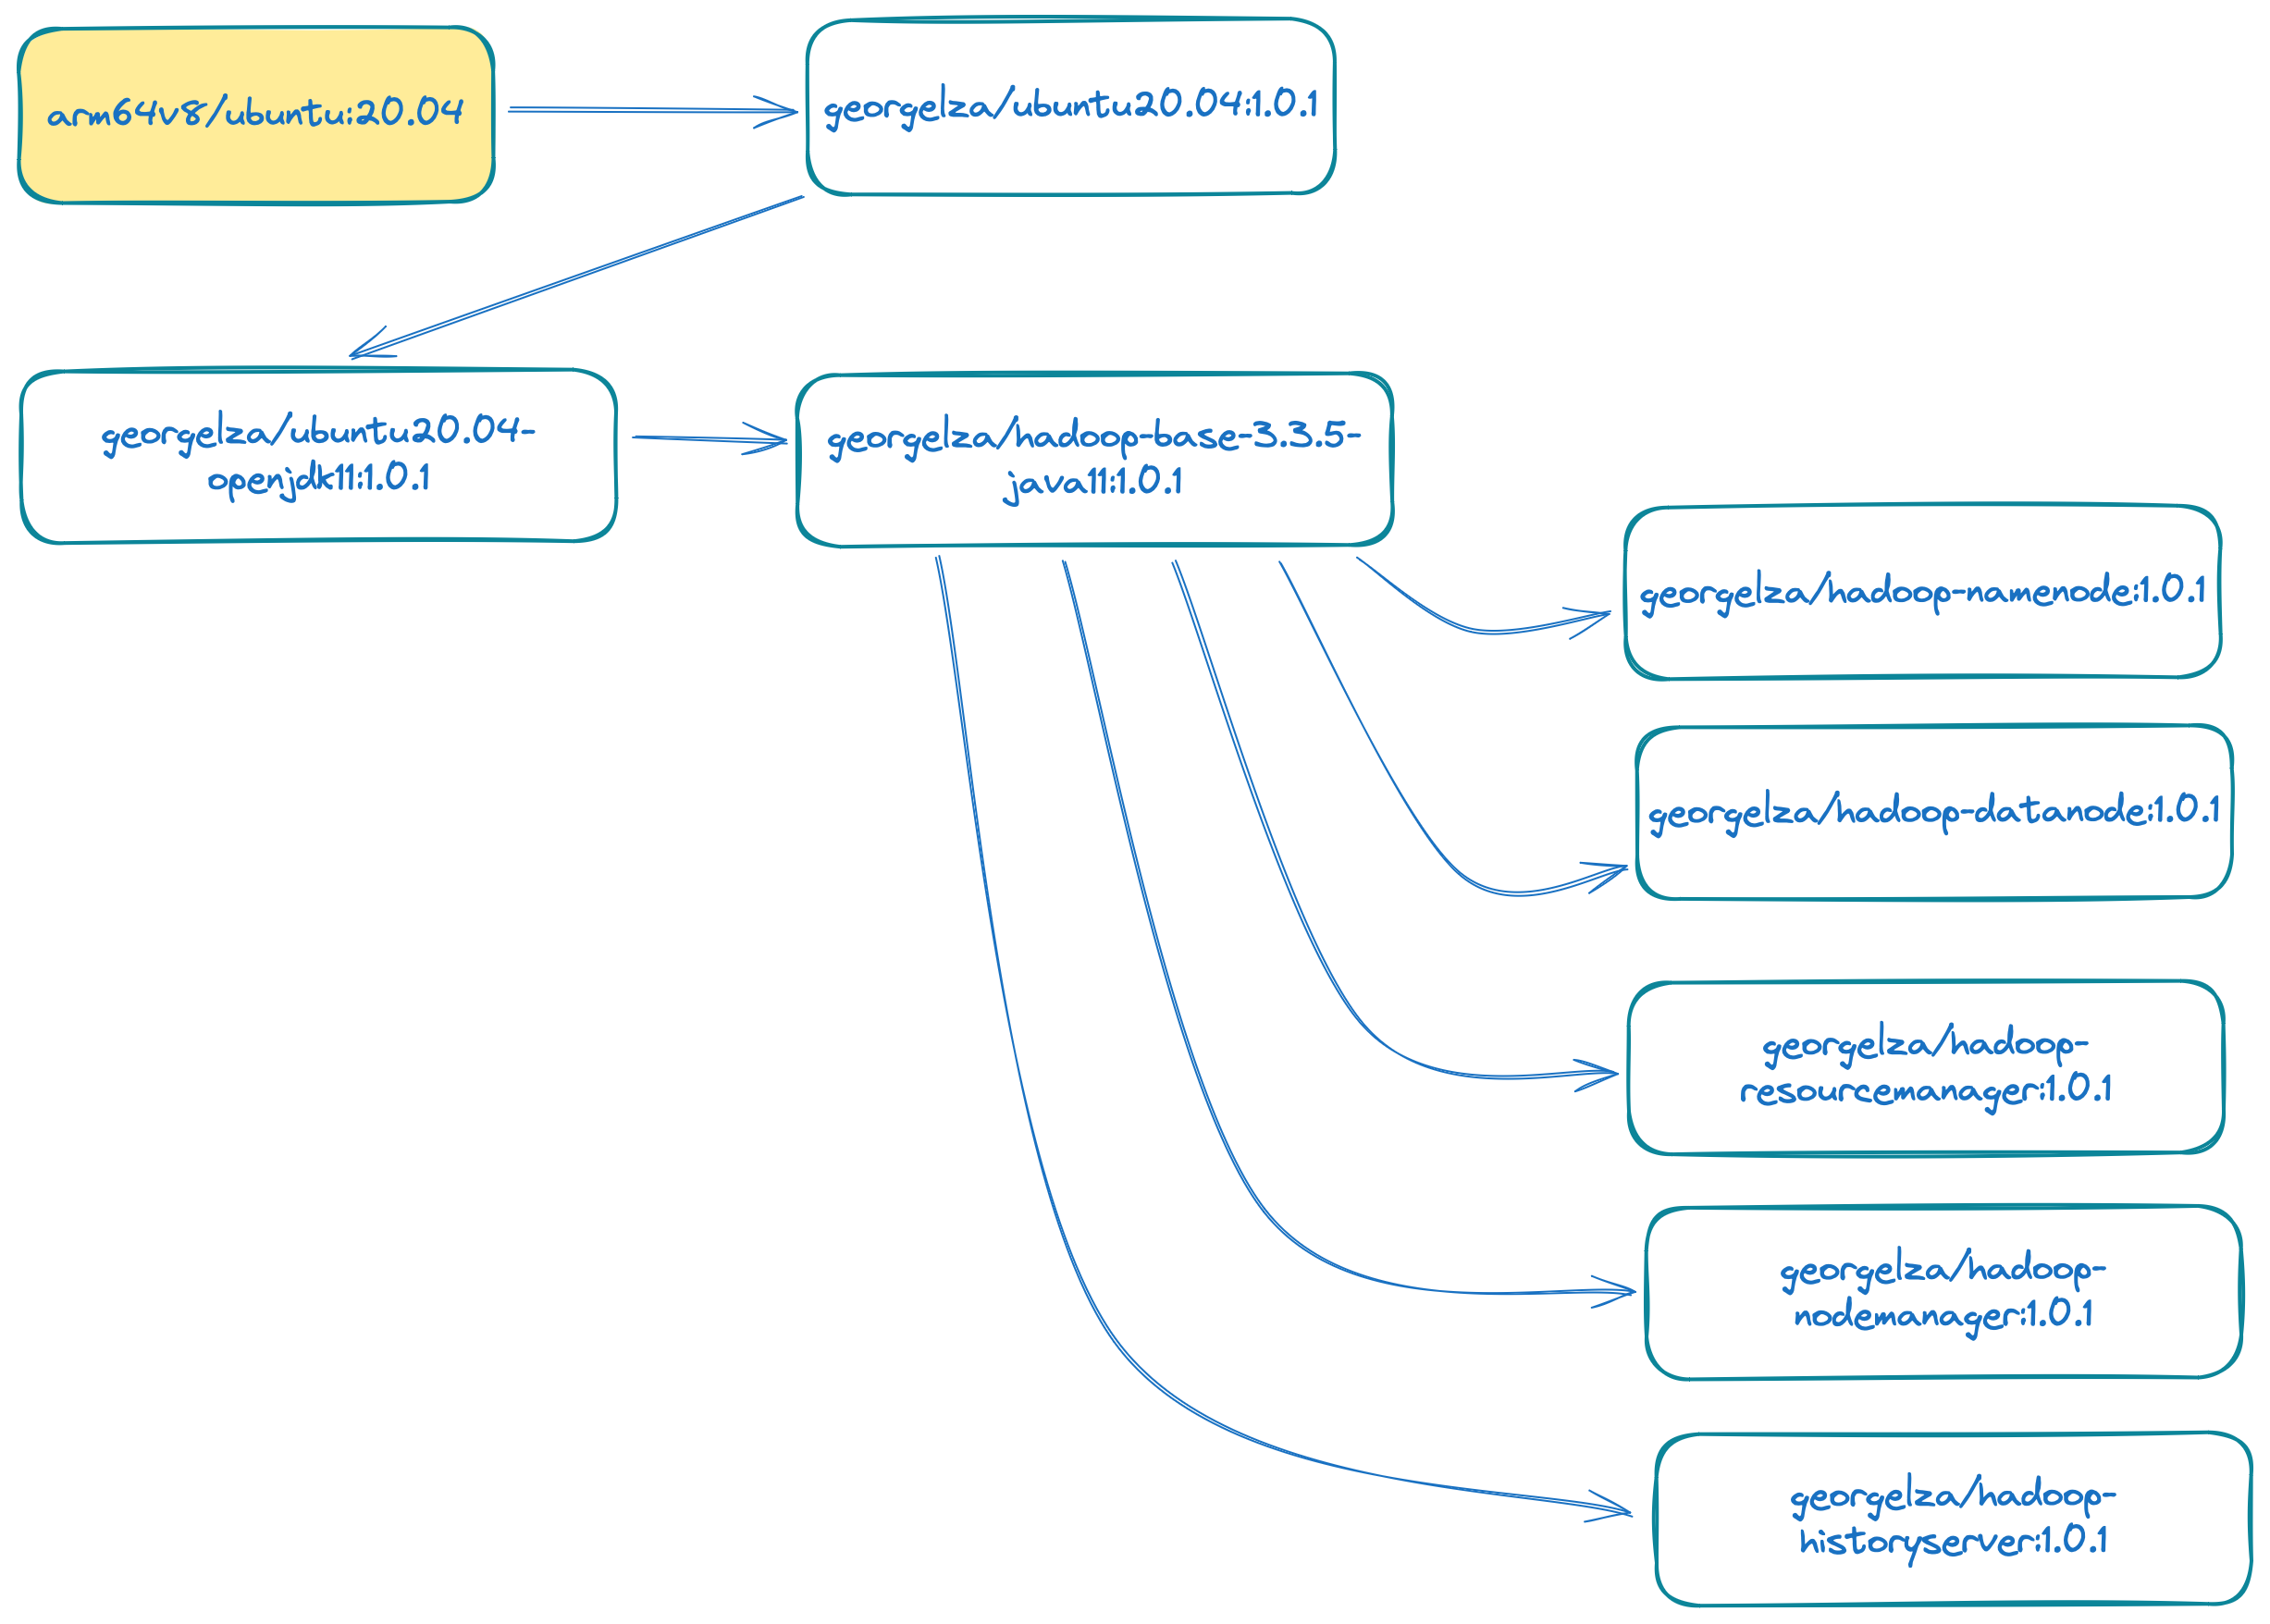 arm64v8/ubuntu:20.04
georgelza/ubuntu20.04:1.0.1
georgelza/ubuntu20.04-
openjdk11:1.0.1
georgelza/hadoop-base-3.3.5-
java11:1.0.1
georgelza/hadoop-namenode:1.0.1
georgelza/hadoop-datanode:1.0.1
georgelza/hadoop-
resourcemanager:1.0.1
georgelza/hadoop-
nodemanager:1.0.1
georgelza/hadoop-
historyserver:1.0.1